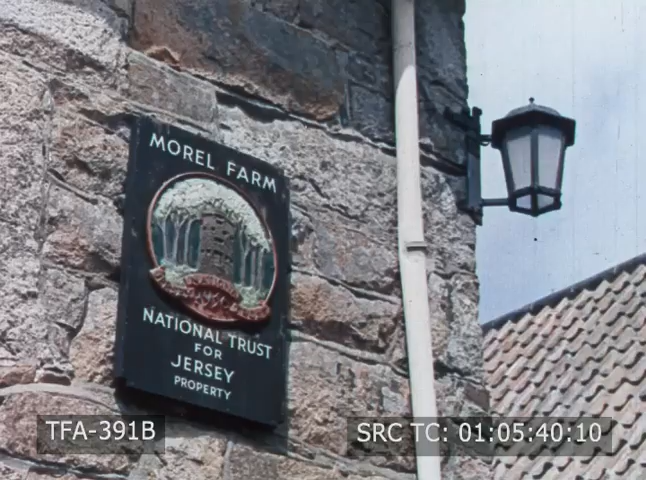 MOREL FARM
NATIONAL TRUST
FOR
JERSEY
PROPERTY
TFA-391B
SRC TC: 01:05:40:10